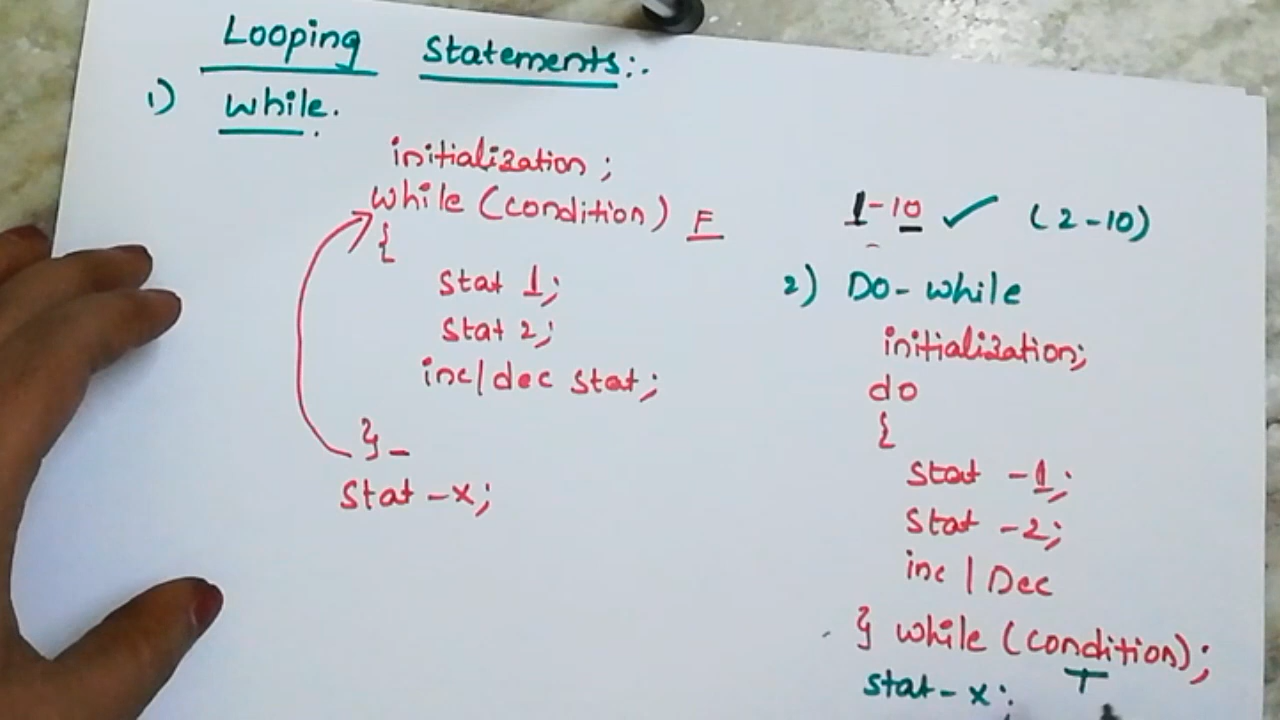 Looping Statements:.
1) While.
initialization;
while (condition) F
{
Stat 1;
Stat 2;
inc/dec Stat;
}
Stat -x;
1-10 ✓ (2-10)
2) Do-while
initialization;
do
{
Stat -1;
Stat -2;
inc | Dec
} while (condition);
T
Stat-x;